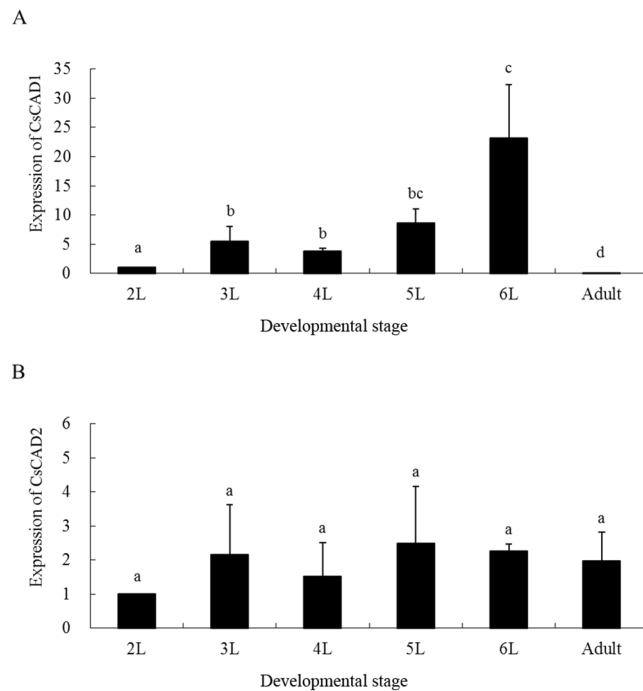 A
Expression of CsCAD1
35
30
25
20
15
10
5
0
a
b
b
bc
c
d
2L 3L 4L 5L 6L Adult
Developmental stage
B
Expression of CsCAD2
6
5
4
3
2
1
0
a
a
a
a
a
a
2L 3L 4L 5L 6L Adult
Developmental stage